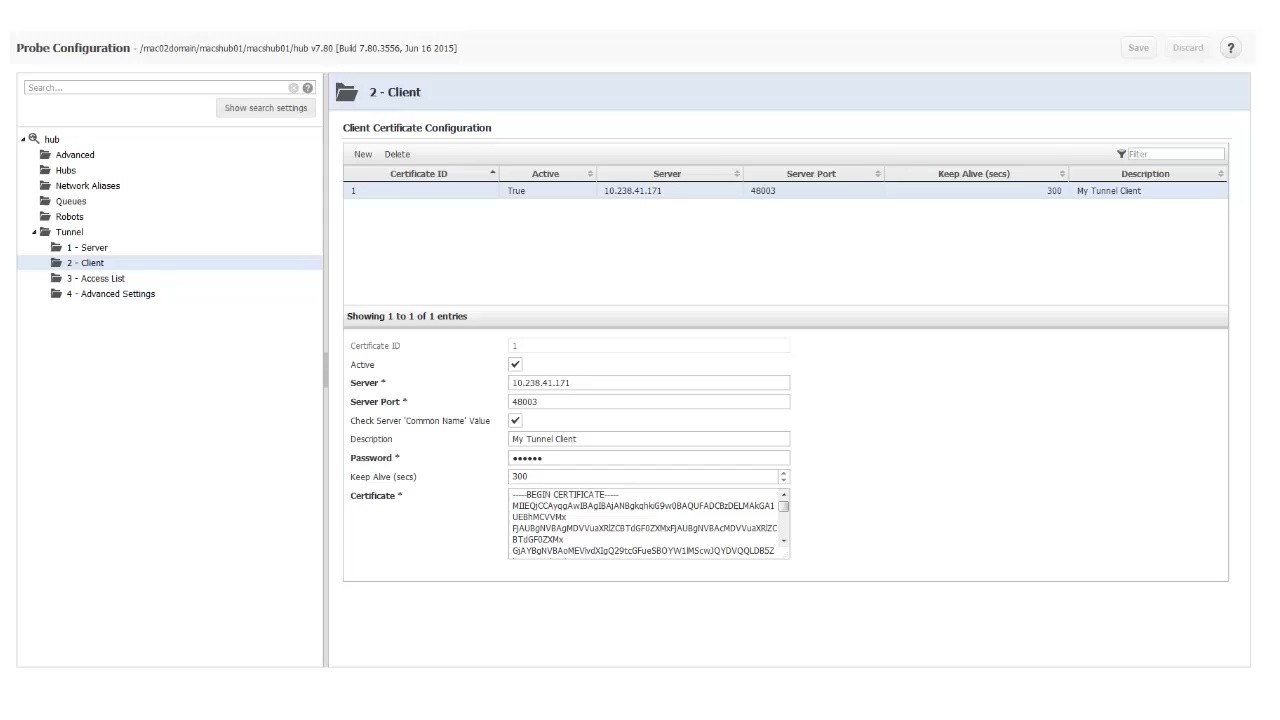 Probe Configuration - /mac02domain/macshub01/macshub01/hub v7.80 [Build 7.80.3556, Jun 16 2015]
Save Discard ?
Search...
Show search settings
hub
Advanced
Hubs
Network Aliases
Queues
Robots
Tunnel
1 - Server
2 - Client
3 - Access List
4 - Advanced Settings
2 - Client
Client Certificate Configuration
New Delete Filter
Certificate ID Active Server Server Port Keep Alive (secs) Description
1 True 10.238.41.171 48003 300 My Tunnel Client
Showing 1 to 1 of 1 entries
Certificate ID 1
Active
Server * 10.238.41.171
Server Port * 48003
Check Server 'Common Name' Value
Description My Tunnel Client
Password * ••••••
Keep Alive (secs) 300
Certificate * -----BEGIN CERTIFICATE-----